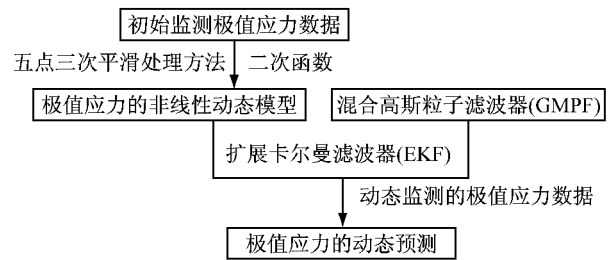 初始监测极值应力数据
五点三次平滑处理方法 二次函数
极值应力的非线性动态模型 混合高斯粒子滤波器(GMPF)
扩展卡尔曼滤波器(EKF)
动态监测的极值应力数据
极值应力的动态预测